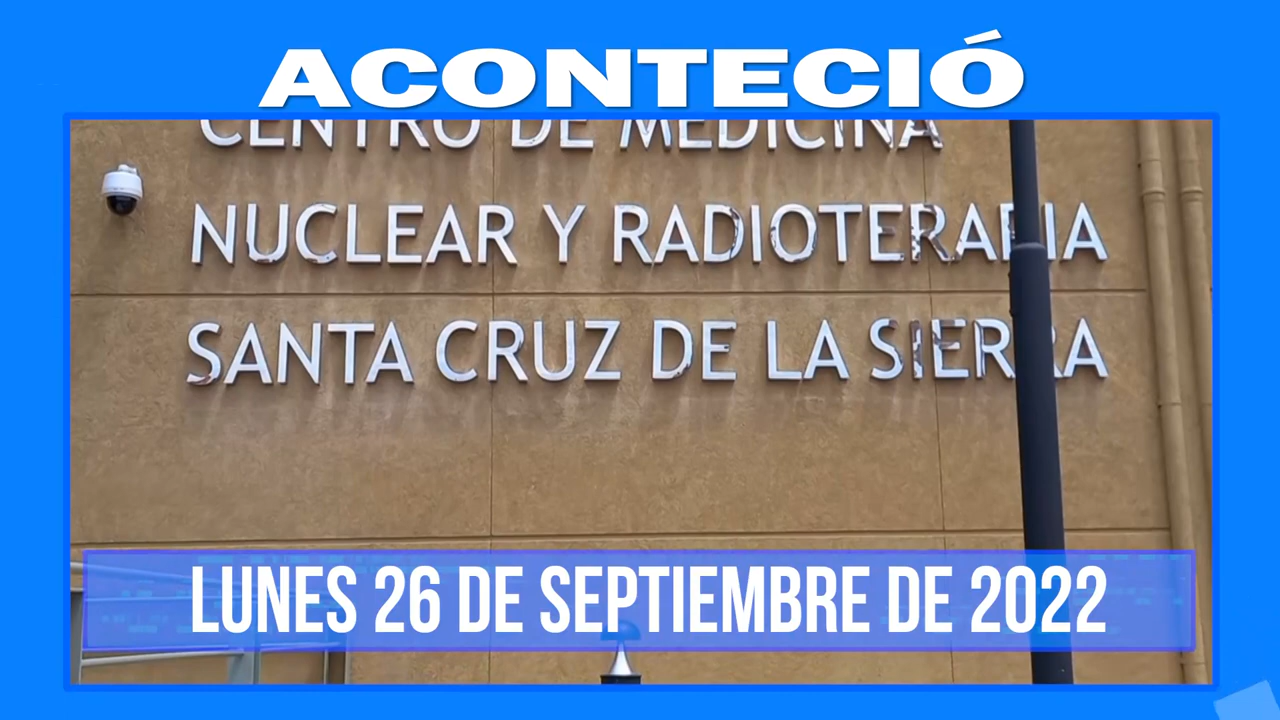 ACONTECIÓ
CENTRO DE MEDICINA
NUCLEAR Y RADIOTERAPIA
SANTA CRUZ DE LA SIERRA
LUNES 26 DE SEPTIEMBRE DE 2022